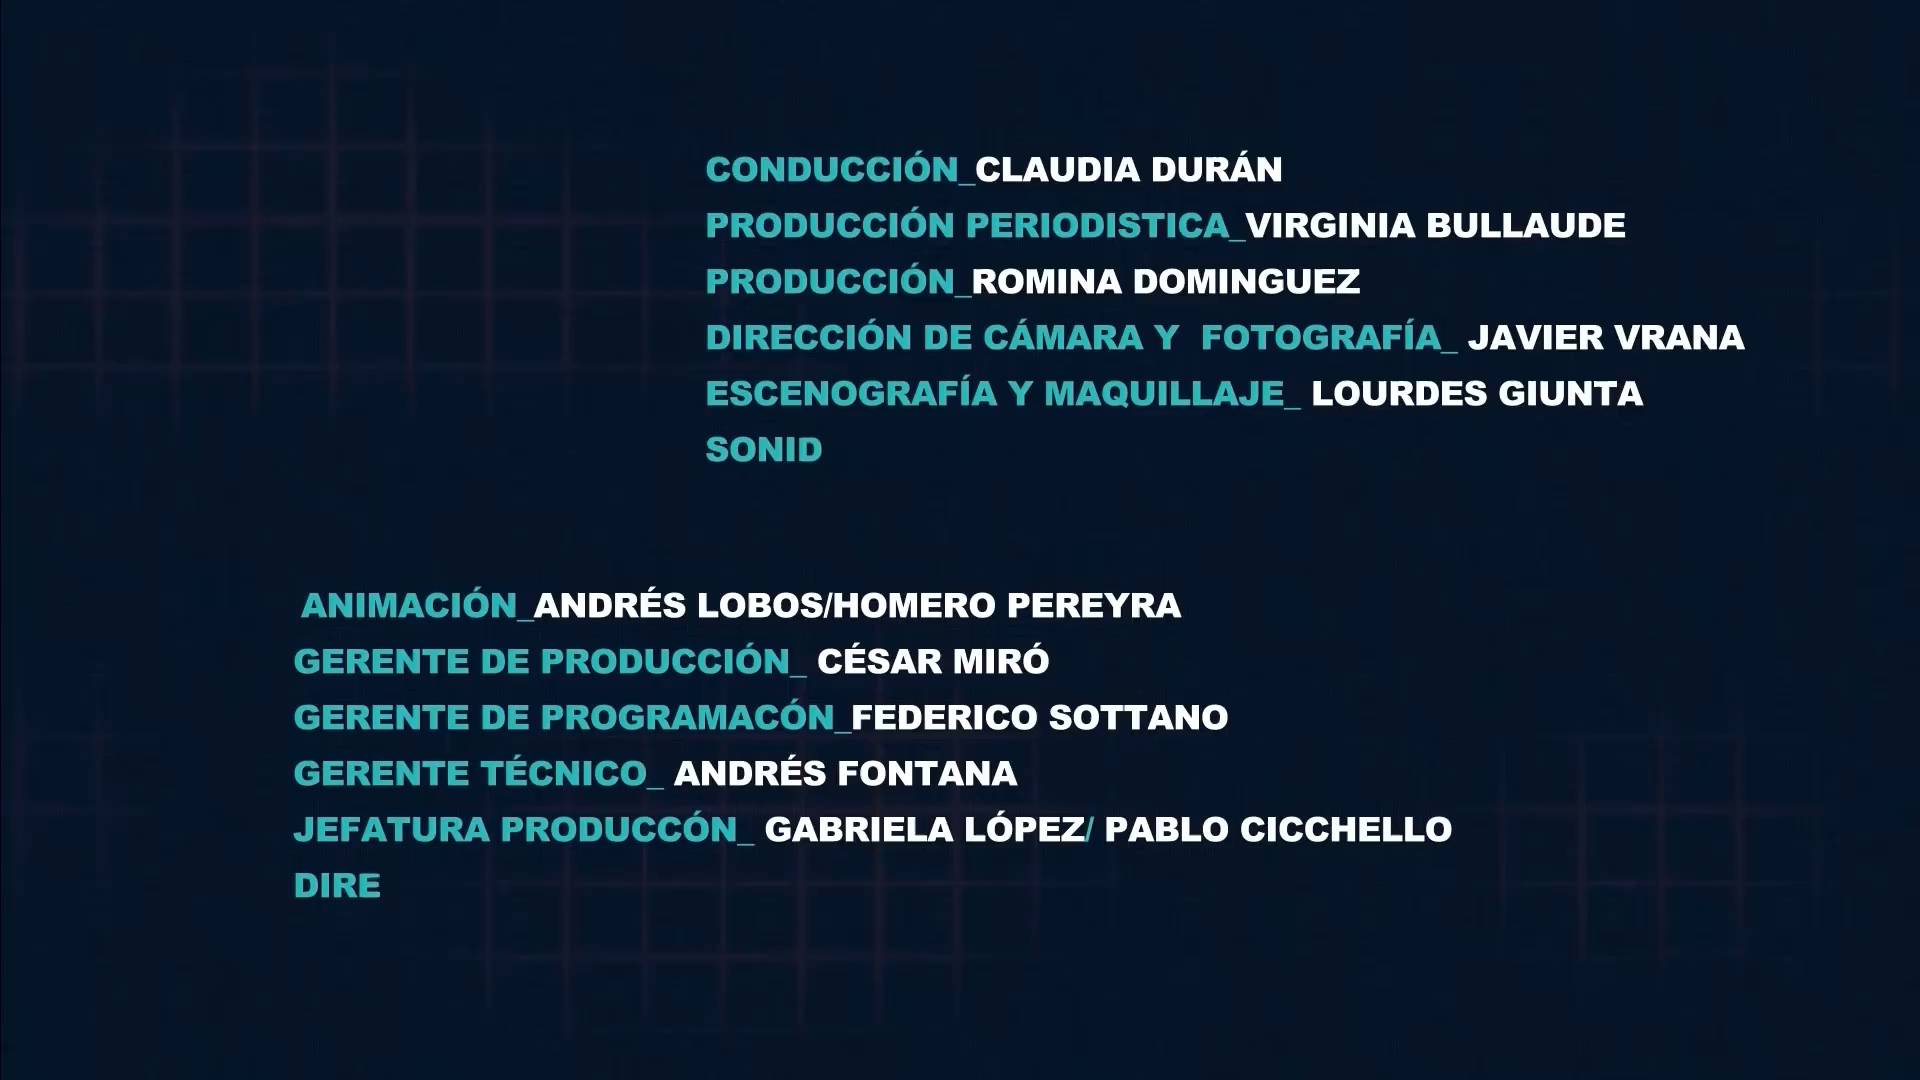 CONDUCCIÓN_CLAUDIA DURÁN
PRODUCCIÓN PERIODISTICA_VIRGINIA BULLAUDE
PRODUCCIÓN_ROMINA DOMINGUEZ
DIRECCIÓN DE CÁMARA Y  FOTOGRAFÍA_ JAVIER VRANA
ESCENOGRAFÍA Y MAQUILLAJE_ LOURDES GIUNTA
SONID
ANIMACIÓN_ANDRÉS LOBOS/HOMERO PEREYRA
GERENTE DE PRODUCCIÓN_ CÉSAR MIRÓ
GERENTE DE PROGRAMACÓN_FEDERICO SOTTANO
GERENTE TÉCNICO_ ANDRÉS FONTANA
JEFATURA PRODUCCÓN_ GABRIELA LÓPEZ/ PABLO CICCHELLO
DIRE